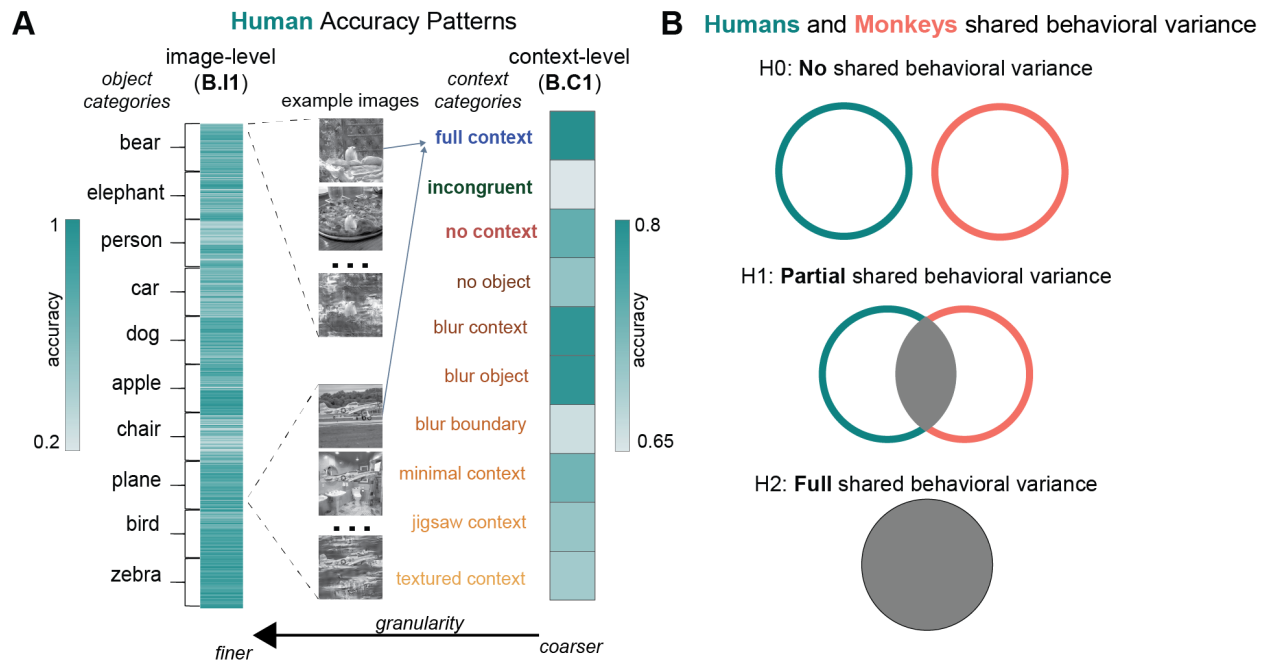 A
Human Accuracy Patterns
image-level
(B.I1)
object
categories
example images
context-level
(B.C1)
context
categories
bear
elephant
person
car
dog
apple
chair
plane
bird
zebra
1
accuracy
0.2
full context
incongruent
no context
no object
blur context
blur object
blur boundary
minimal context
jigsaw context
textured context
0.8
accuracy
0.65
granularity
finer
coarser
B
Humans and Monkeys shared behavioral variance
H0: No shared behavioral variance
H1: Partial shared behavioral variance
H2: Full shared behavioral variance